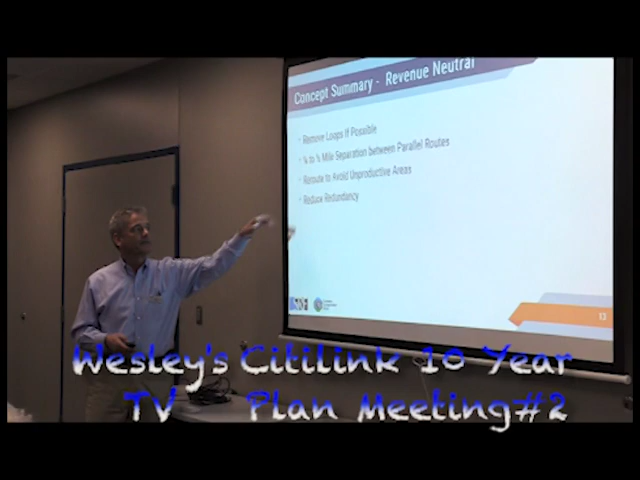 Concept Summary - Revenue Neutral
Remove Loops if Possible
¼ to ½ Mile Separation between Parallel Routes
Reroute to Avoid Unproductive Areas
Reduce Redundancy
13
Wesley's Citilink 10 Year
TV Plan Meeting#2